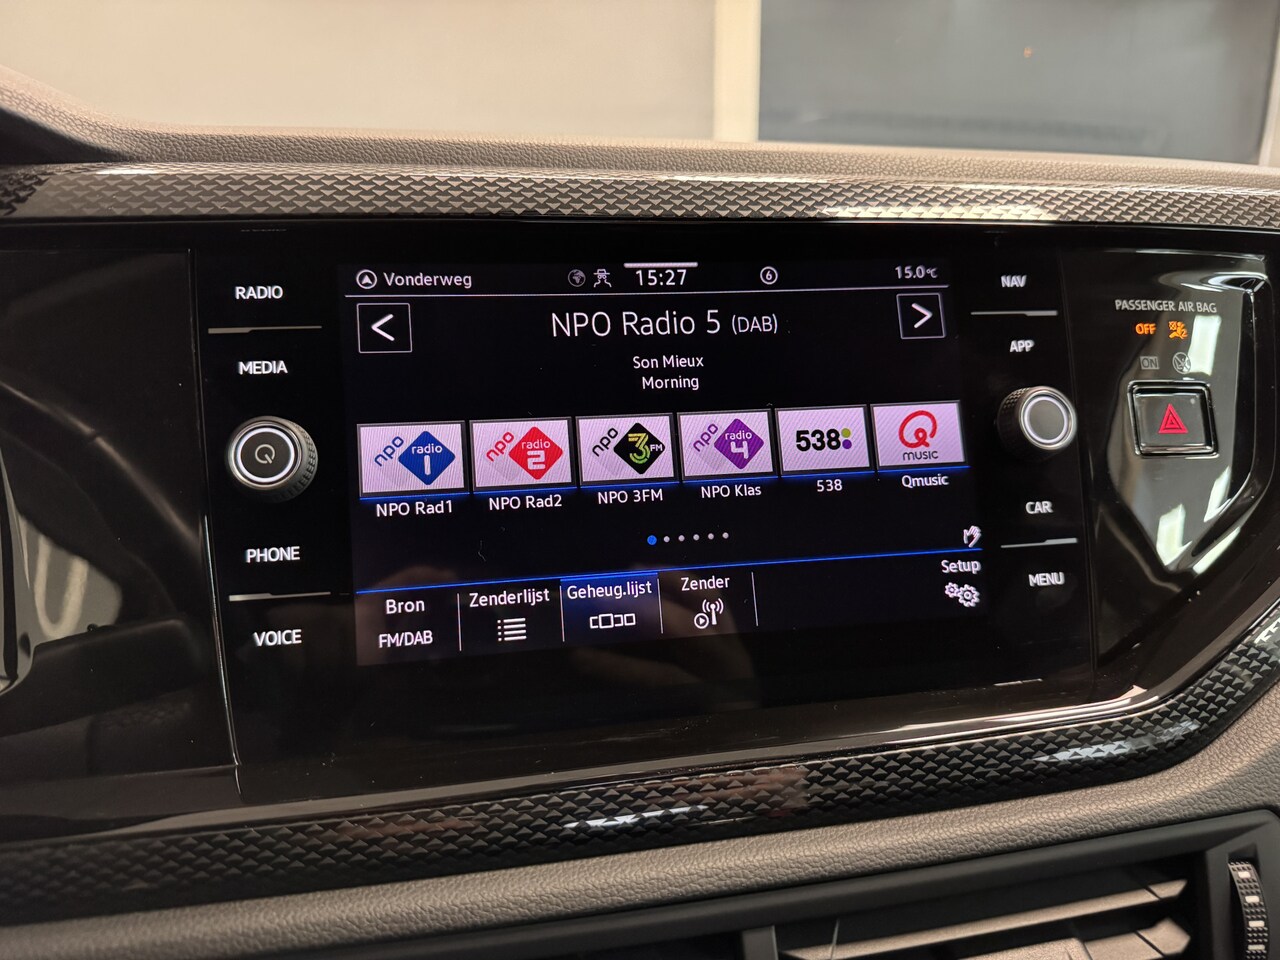 RADIO
MEDIA
PHONE
VOICE
Vonderweg
15:27
6
15.0°C
NPO Radio 5 (DAB)
Son Mieux
Morning
npo radio 1
npo radio 2
npo 3FM
npo radio 4
538
Q MUSIC
NPO Rad1
NPO Rad2
NPO 3FM
NPO Klas
538
Qmusic
Setup
Bron
FM/DAB
Zenderlijst
Geheug.lijst
Zender
NAV
APP
CAR
MENU
PASSENGER AIR BAG
OFF
ON